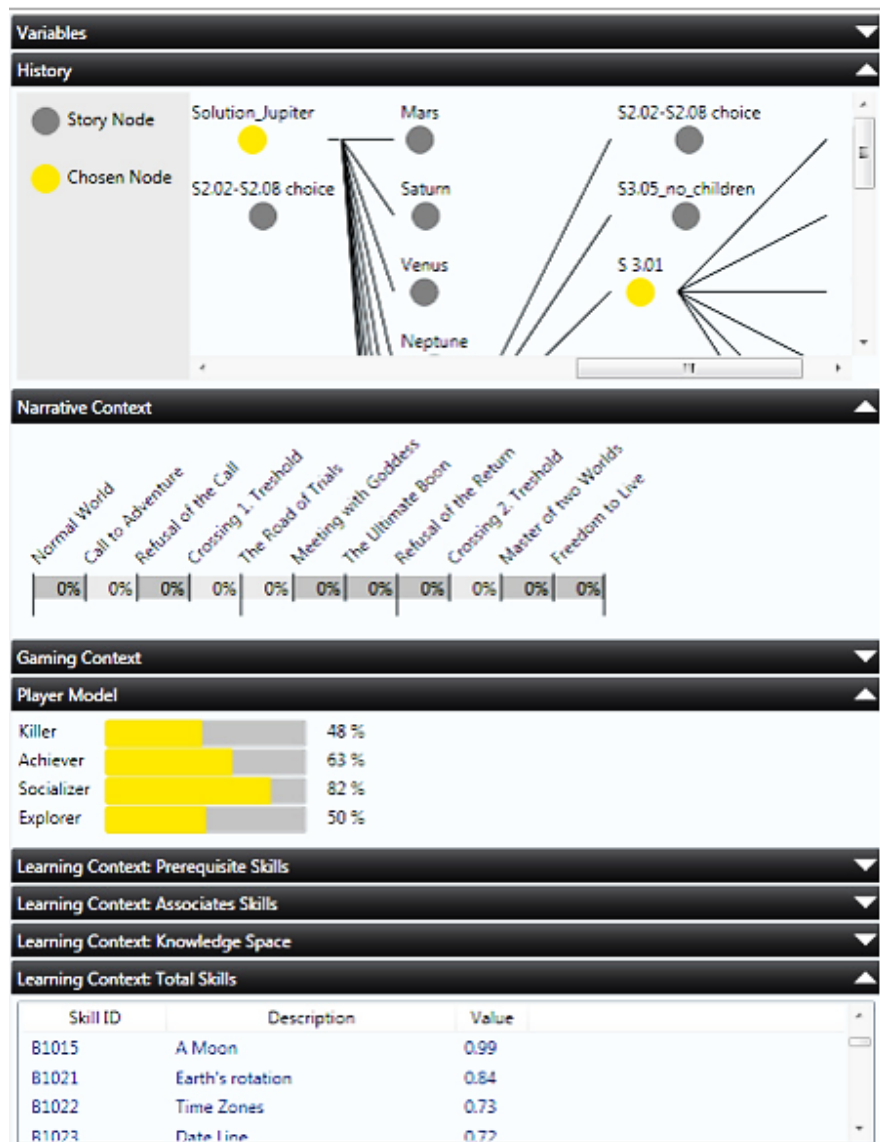 Variables
History
Story Node
Chosen Node
Solution_Jupiter Mars S2.02-S2.08 choice
S2.02-S2.08 choice Saturn S3.05_no_children
Venus S 3.01
Neptune
Narrative Context
Normal World
Call to Adventure
Refusal of the Call
Crossing 1. Treshold
The Road of Trials
Meeting with Goddess
The Ultimate Boon
Refusal of the Return
Crossing 2. Treshold
Master of two Worlds
Freedom to Live
0% 0% 0% 0% 0% 0% 0% 0% 0% 0% 0%
Gaming Context
Player Model
Killer 48 %
Achiever 63 %
Socializer 82 %
Explorer 50 %
Learning Context: Prerequisite Skills
Learning Context: Associates Skills
Learning Context: Knowledge Space
Learning Context: Total Skills
Skill ID Description Value
B1015 A Moon 0.99
B1021 Earth's rotation 0.84
B1022 Time Zones 0.73
B1023 Date Line 0.72